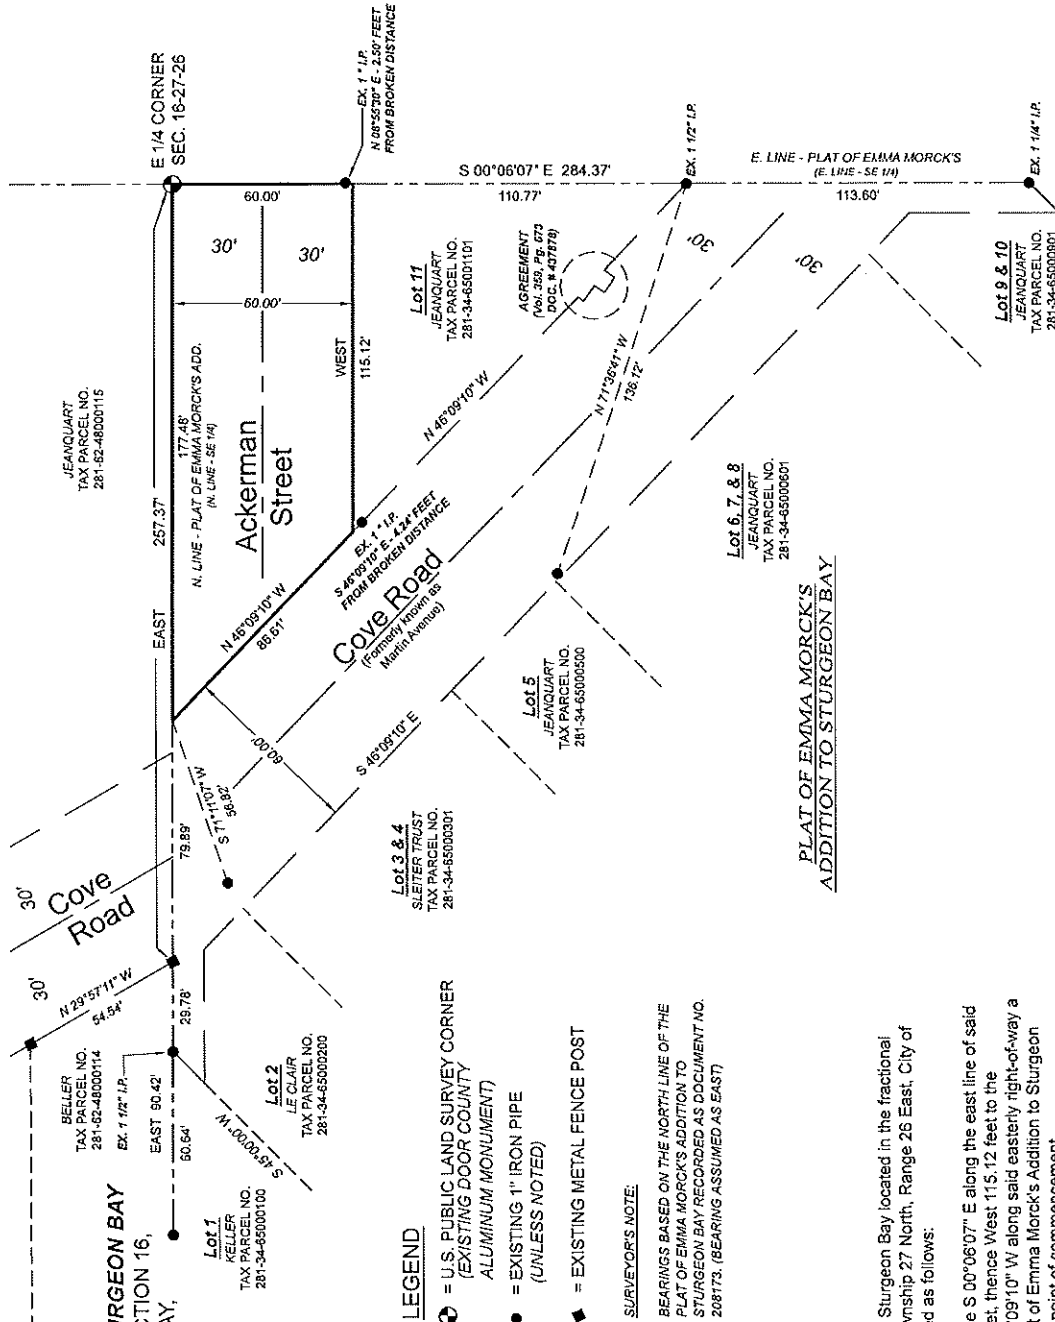 E 1/4 CORNER
SEC. 16-27-26
EX. 1" I.P.
N 08°55'30" E - 2.50' FEET
FROM BROKEN DISTANCE
60.00'
S 00°06'07" E 284.37'
110.77'
EX. 1 1/2" I.P.
E. LINE - PLAT OF EMMA MORCK'S
(E. LINE - SE 1/4)
113.60'
EX. 1 1/4" I.P.
30'
30'
60.00'
WEST
115.12'
Lot 11
JEANQUART
TAX PARCEL NO.
281-34-65001101
AGREEMENT
(Vol. 359, Pg. 673
DOC. # 437878)
30'
30'
Lot 9 & 10
JEANQUART
TAX PARCEL NO.
281-34-65000901
JEANQUART
TAX PARCEL NO.
281-62-48000115
EAST
257.37'
177.48'
N. LINE - PLAT OF EMMA MORCK'S ADD.
(N. LINE - SE 1/4)
Ackerman
Street
N 46°09'10" W
86.61'
EX. 1" I.P.
S 46°09'10" E - 4.24' FEET
FROM BROKEN DISTANCE
N 46°09'10" W
N 71°36'41" W
136.12'
Cove Road
(Formerly known as
Martin Avenue)
Lot 6, 7, & 8
JEANQUART
TAX PARCEL NO.
281-34-65000601
Lot 5
JEANQUART
TAX PARCEL NO.
281-34-65000500
S 46°09'10" E
60.00'
S 71°11'07" W
56.82'
79.89'
Lot 3 & 4
SLEITER TRUST
TAX PARCEL NO.
281-34-65000301
PLAT OF EMMA MORCK'S
ADDITION TO STURGEON BAY
30'
Cove
Road
30'
N 29°57'11" W
54.54'
29.78'
BELLER
TAX PARCEL NO.
281-62-48000114
EX. 1 1/2" I.P.
EAST 90.42'
60.64'
Lot 2
LE CLAIR
TAX PARCEL NO.
281-34-65000200
S 45°00'00" W
Lot 1
KELLER
TAX PARCEL NO.
281-34-65000100
URGEON BAY
CTION 16,
AY,
LEGEND
= U.S. PUBLIC LAND SURVEY CORNER
(EXISTING DOOR COUNTY
ALUMINUM MONUMENT)
= EXISTING 1" IRON PIPE
(UNLESS NOTED)
= EXISTING METAL FENCE POST
SURVEYOR'S NOTE:
BEARINGS BASED ON THE NORTH LINE OF THE
PLAT OF EMMA MORCK'S ADDITION TO
STURGEON BAY RECORDED AS DOCUMENT NO.
208173. (BEARING ASSUMED AS EAST)
Sturgeon Bay located in the fractional
wnship 27 North, Range 26 East, City of
ed as follows:
e S 00°06'07" E along the east line of said
et, thence West 115.12 feet to the
°09'10" W along said easterly right-of-way a
t of Emma Morck's Addition to Sturgeon
point of commencement.